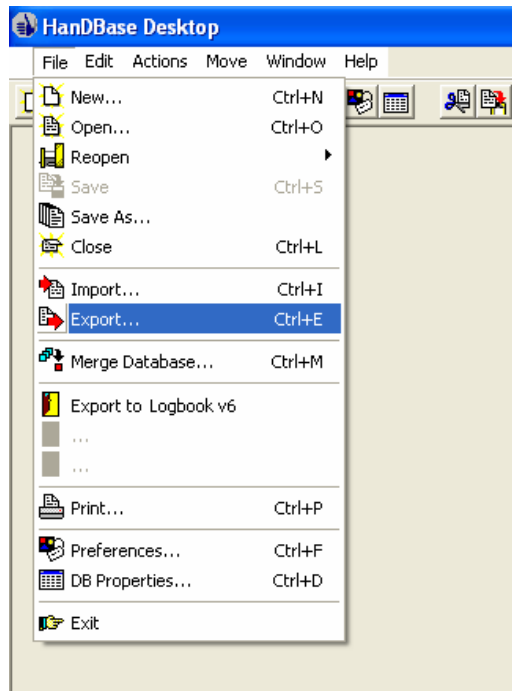 HanDBase Desktop
File Edit Actions Move Window Help
New... Ctrl+N
Open... Ctrl+O
Reopen
Save Ctrl+S
Save As...
Close Ctrl+L
Import... Ctrl+I
Export... Ctrl+E
Merge Database... Ctrl+M
Export to Logbook v6
...
...
Print... Ctrl+P
Preferences... Ctrl+F
DB Properties... Ctrl+D
Exit